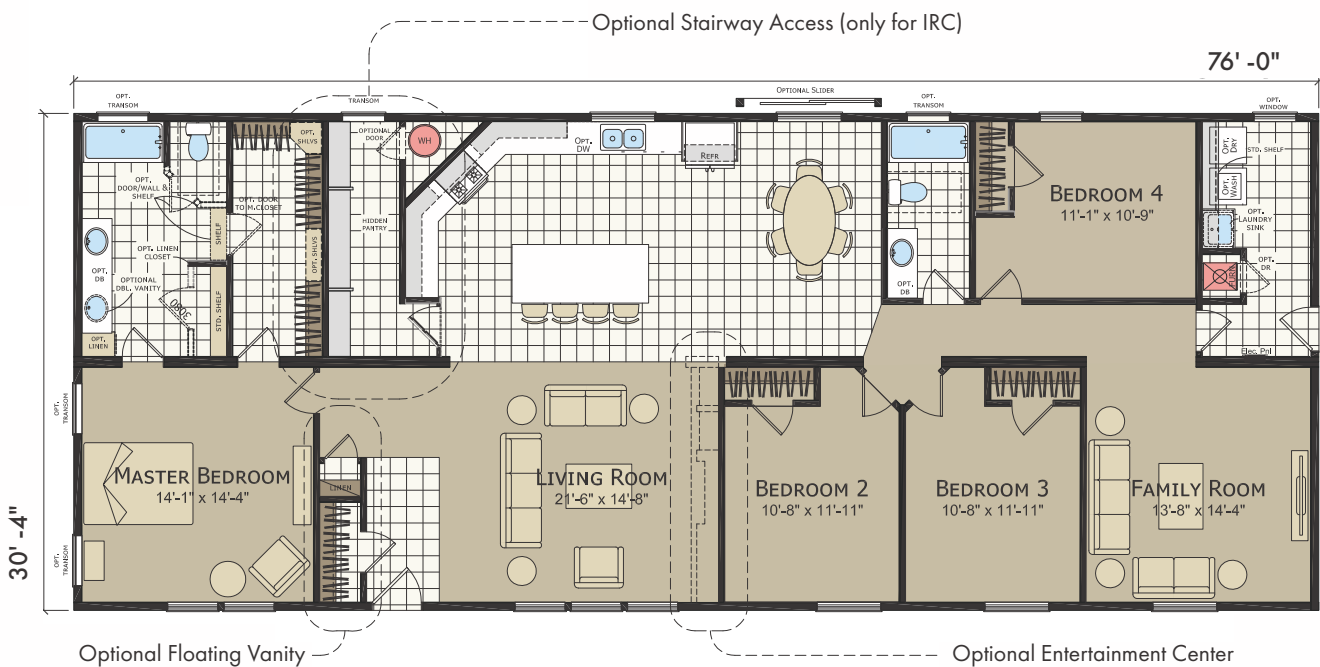 Optional Stairway Access (only for IRC)
76' -0"
OPT.
TRANSOM
TRANSOM
OPTIONAL SLIDER
OPT.
TRANSOM
OPT.
WINDOW
OPT.
SHLVS
OPTIONAL
DOOR
WH
OPT.
DW
REFR
OPT.
DOOR/WALL &
SHELF
OPT. DOOR
TO M.CLOSET
HIDDEN
PANTRY
BEDROOM 4
11'-1" x 10'-9"
OPT. DRY
STD. SHELF
OPT.
WASH
OPT.
LAUNDRY
SINK
SHELF
OPT. LINEN
CLOSET
OPT. SHLVS
OPT.
DB
OPTIONAL
DBL. VANITY
3080
STD. SHELF
OPT.
LINEN
OPT.
DB
OPT.
DR
FURN
Elec. Pnl
OPT.
TRANSOM
MASTER BEDROOM
14'-1" x 14'-4"
LINEN
LIVING ROOM
21'-6" x 14'-8"
BEDROOM 2
10'-8" x 11'-11"
BEDROOM 3
10'-8" x 11'-11"
FAMILY ROOM
13'-8" x 14'-4"
30' -4"
OPT.
TRANSOM
Optional Floating Vanity
Optional Entertainment Center